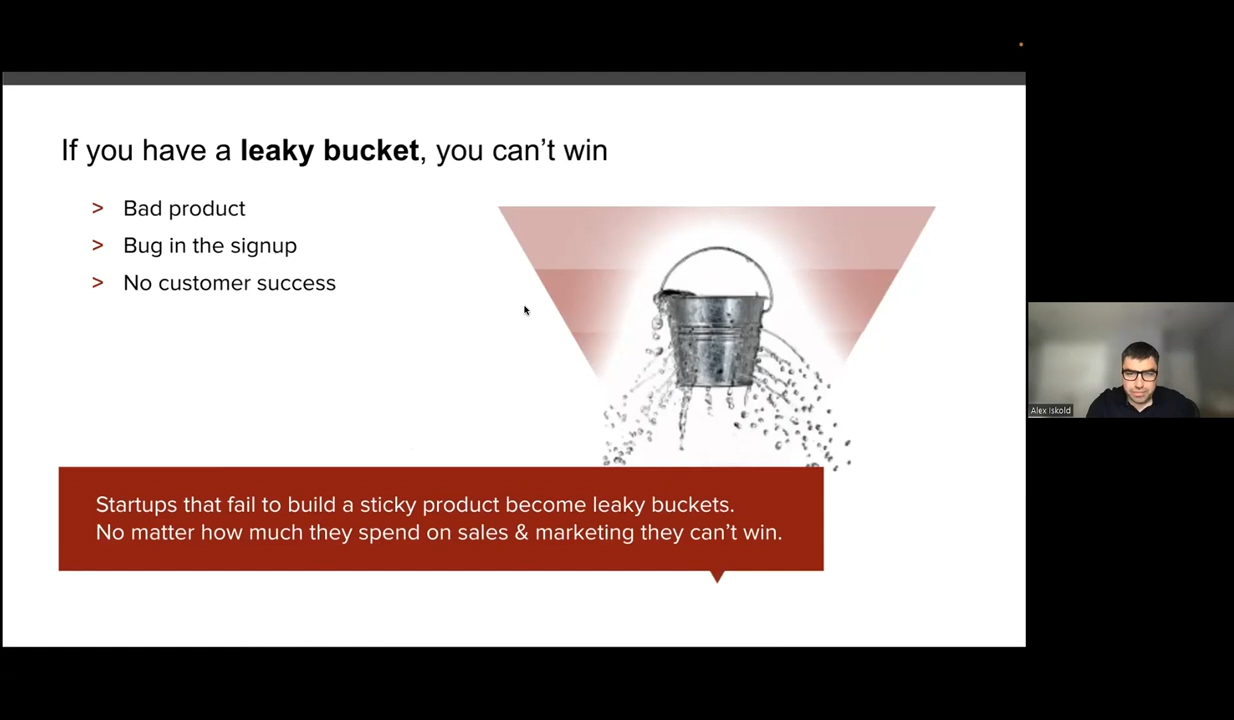 If you have a leaky bucket, you can't win
> Bad product
> Bug in the signup
> No customer success
Startups that fail to build a sticky product become leaky buckets.
No matter how much they spend on sales & marketing they can't win.
Alex Iskold